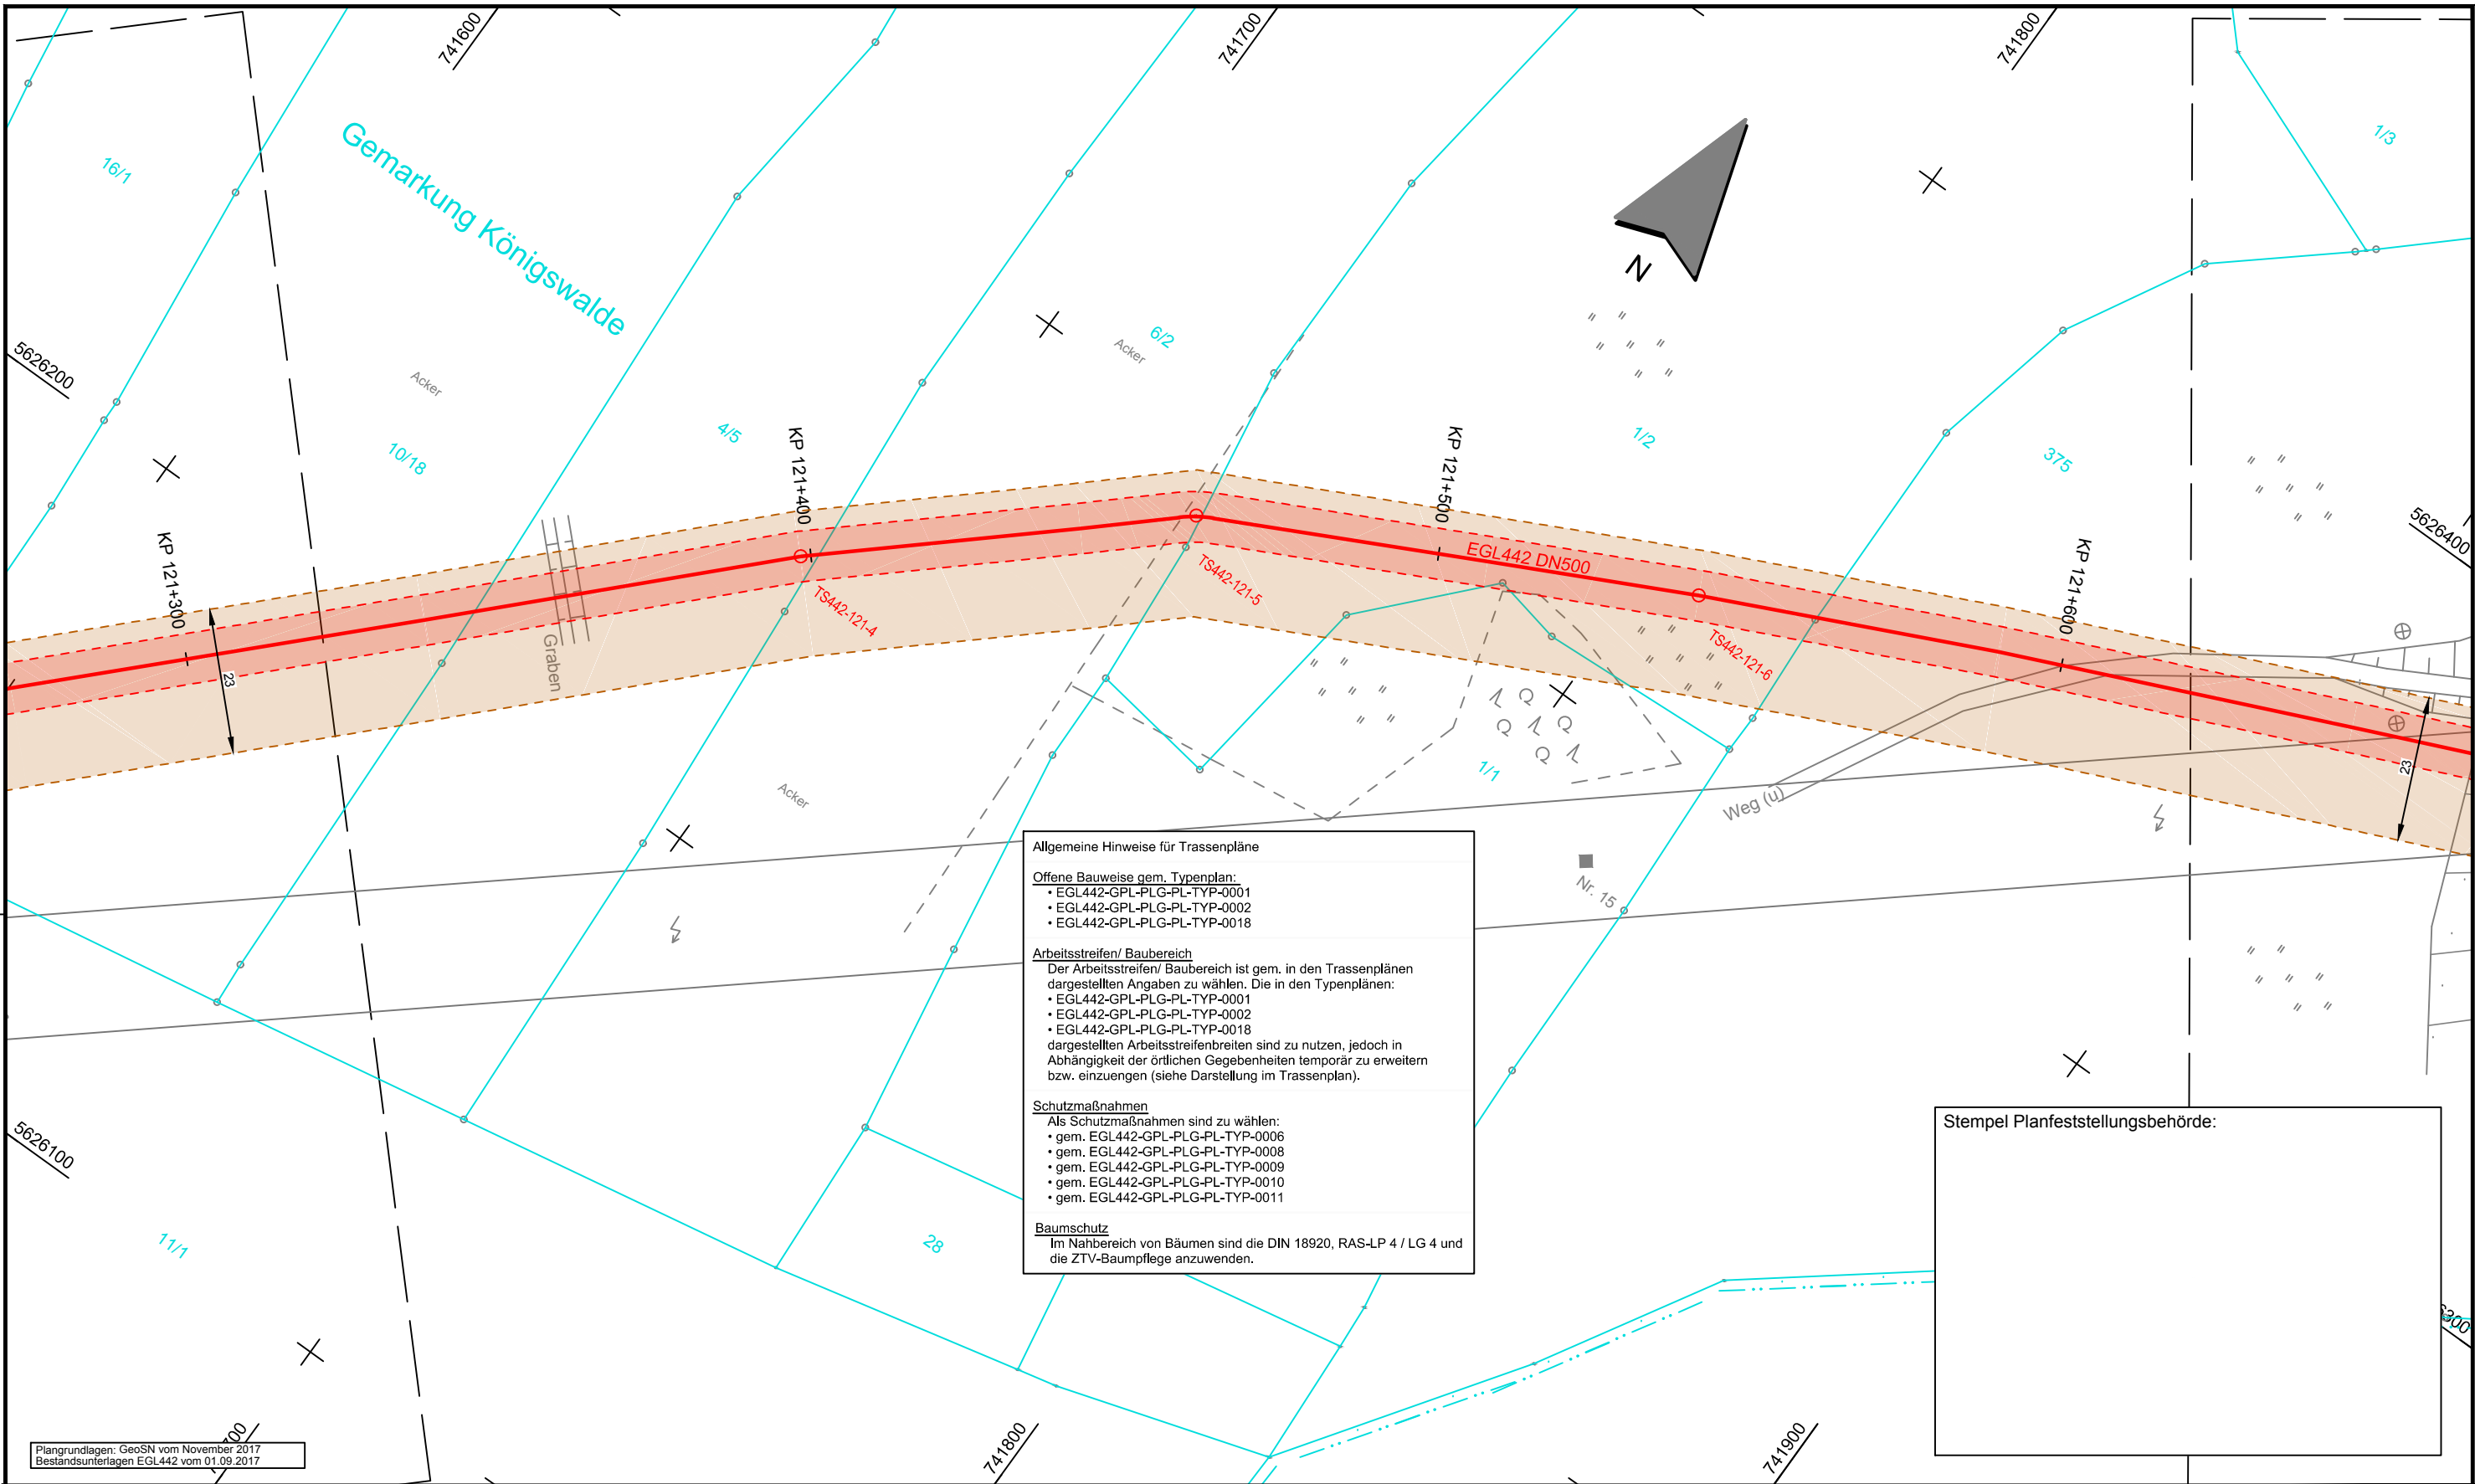 741600
741700
741800
1/3
16/1
Gemarkung Königswalde
N
5626200
Acker
Acker
6/2
10/18
4/5
KP 121+400
KP 121+500
1/2
375
5626400
KP 121+300
EGL442 DN500
KP 121+600
TS442-121-4
TS442-121-5
TS442-121-6
Graben
23
23
Acker
1/1
Weg (u)
Nr. 15
Allgemeine Hinweise für Trassenpläne
Offene Bauweise gem. Typenplan:
• EGL442-GPL-PLG-PL-TYP-0001
• EGL442-GPL-PLG-PL-TYP-0002
• EGL442-GPL-PLG-PL-TYP-0018
Arbeitsstreifen/ Baubereich
Der Arbeitsstreifen/ Baubereich ist gem. in den Trassenplänen
dargestellten Angaben zu wählen. Die in den Typenplänen:
• EGL442-GPL-PLG-PL-TYP-0001
• EGL442-GPL-PLG-PL-TYP-0002
• EGL442-GPL-PLG-PL-TYP-0018
dargestellten Arbeitsstreifenbreiten sind zu nutzen, jedoch in
Abhängigkeit der örtlichen Gegebenheiten temporär zu erweitern
bzw. einzuengen (siehe Darstellung im Trassenplan).
Schutzmaßnahmen
Als Schutzmaßnahmen sind zu wählen:
• gem. EGL442-GPL-PLG-PL-TYP-0006
• gem. EGL442-GPL-PLG-PL-TYP-0008
• gem. EGL442-GPL-PLG-PL-TYP-0009
• gem. EGL442-GPL-PLG-PL-TYP-0010
• gem. EGL442-GPL-PLG-PL-TYP-0011
Baumschutz
Im Nahbereich von Bäumen sind die DIN 18920, RAS-LP 4 / LG 4 und
die ZTV-Baumpflege anzuwenden.
Stempel Planfeststellungsbehörde:
5626100
11/1
28
741800
741900
Plangrundlagen: GeoSN vom November 2017
Bestandsunterlagen EGL442 vom 01.09.2017